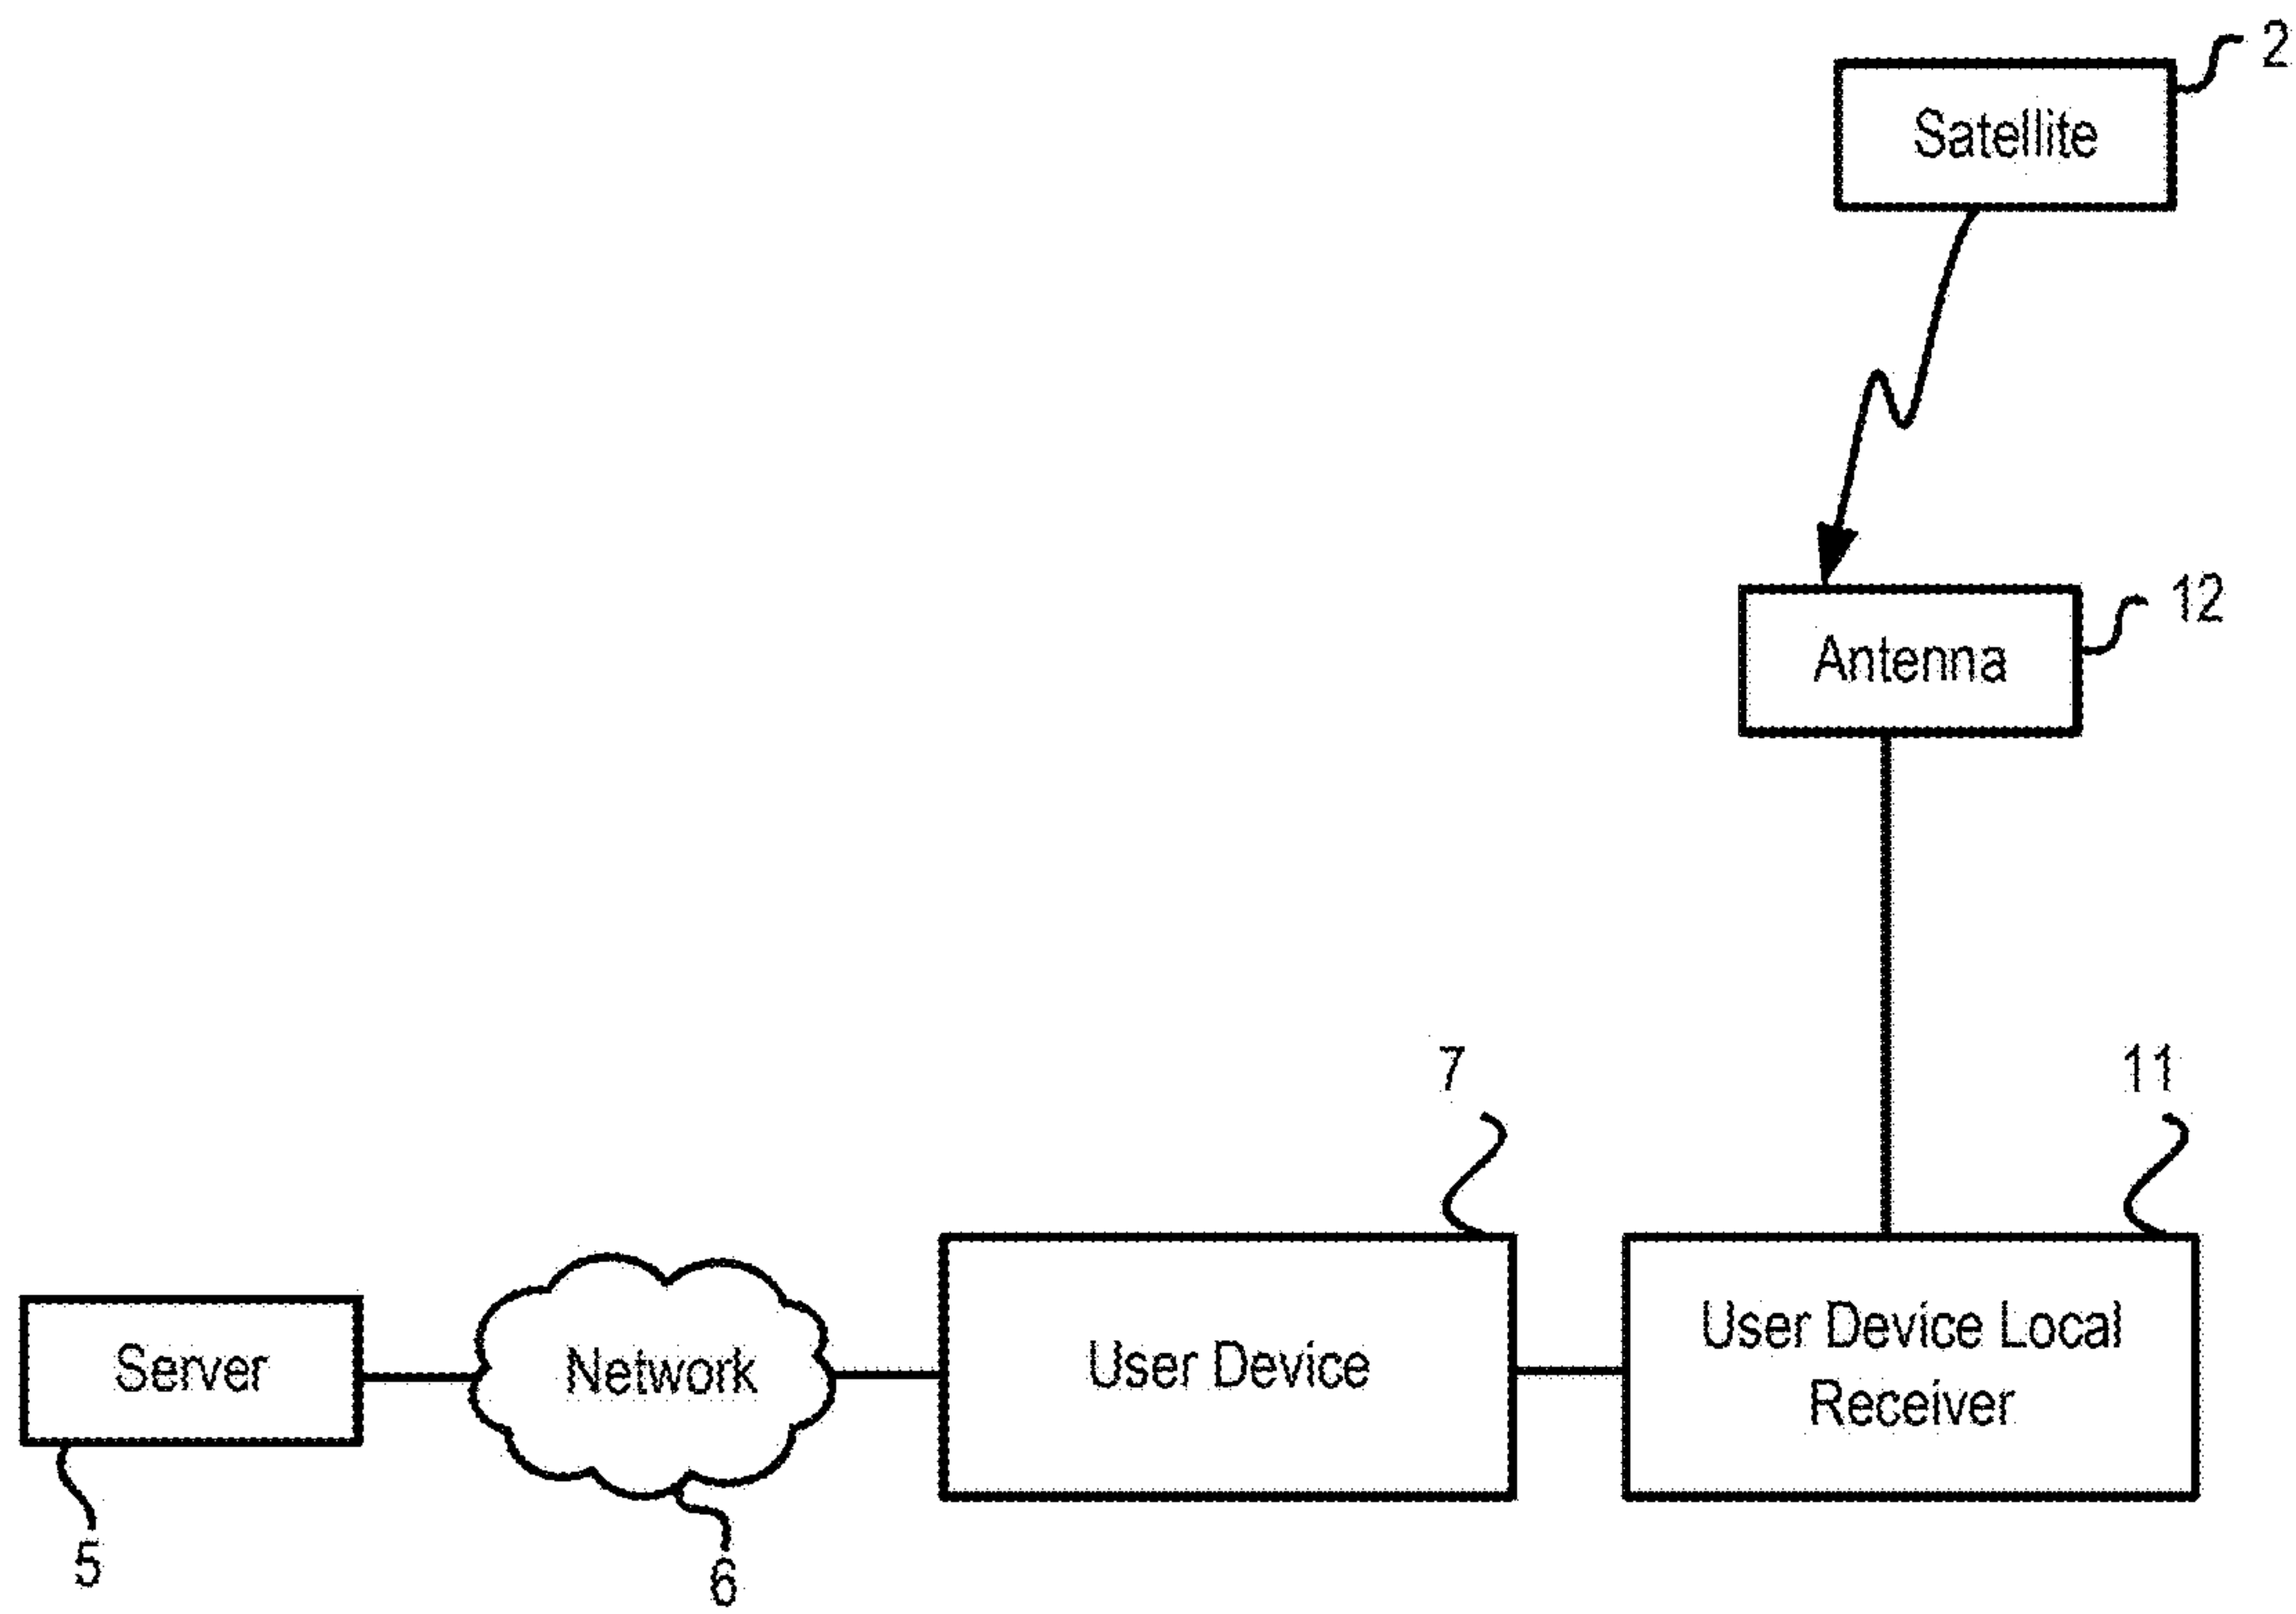 2
Satellite
12
Antenna
7
11
Server
Network
User Device
User Device Local
Receiver
5
6